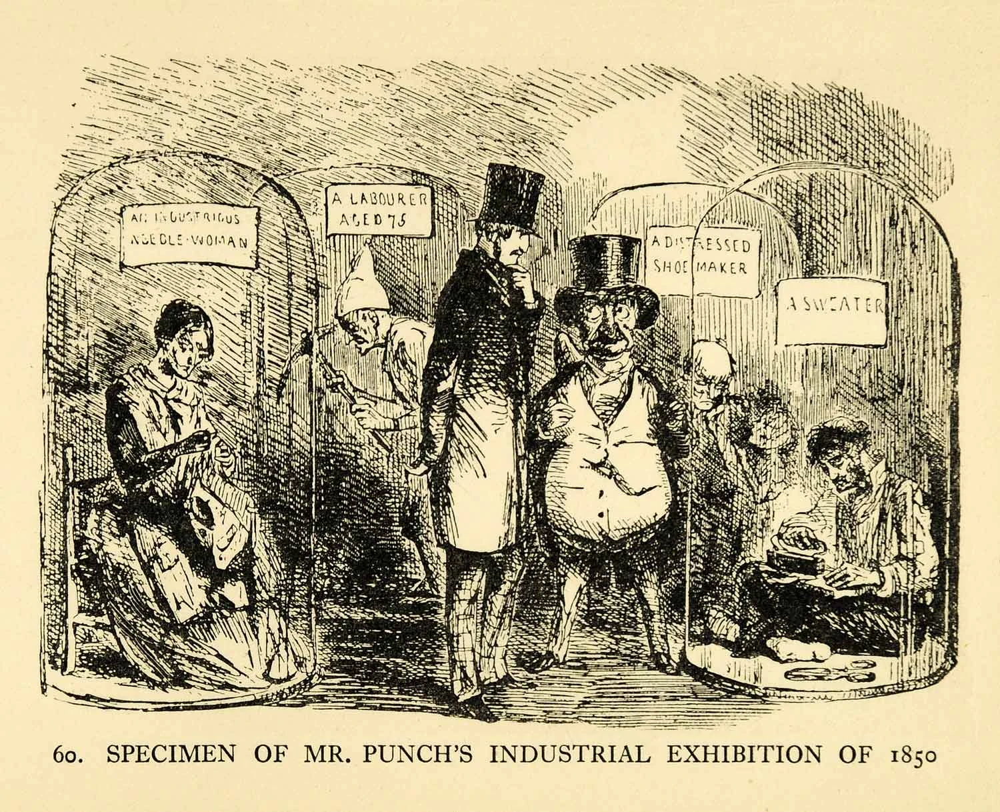 AN INDUSTRIOUS
NEEDLE-WOMAN
A LABOURER
AGED 75
A DISTRESSED
SHOE MAKER
A SWEATER
60. SPECIMEN OF MR. PUNCH'S INDUSTRIAL EXHIBITION OF 1850